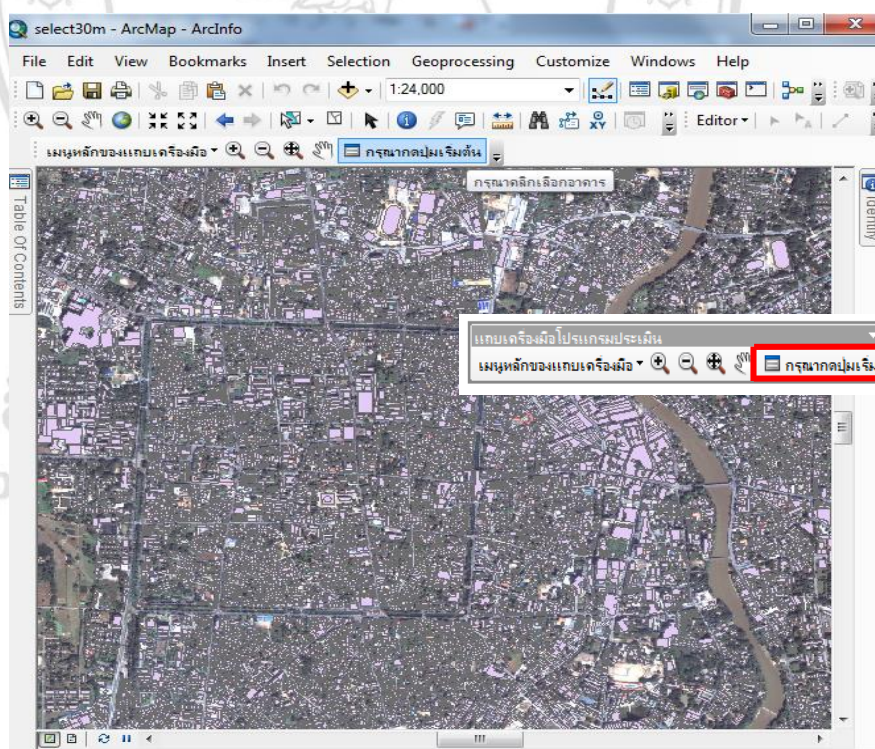 select30m - ArcMap - ArcInfo
File Edit View Bookmarks Insert Selection Geoprocessing Customize Windows Help
1:24,000
Editor
เมนูหลักของแถบเครื่องมือ กรุณากดปุ่มเริ่มต้น
กรุณาคลิกเลือกอาคาร
Table Of Contents
Identify
แถบเครื่องมือโปรแกรมประเมิน
เมนูหลักของแถบเครื่องมือ กรุณากดปุ่มเริ่ม